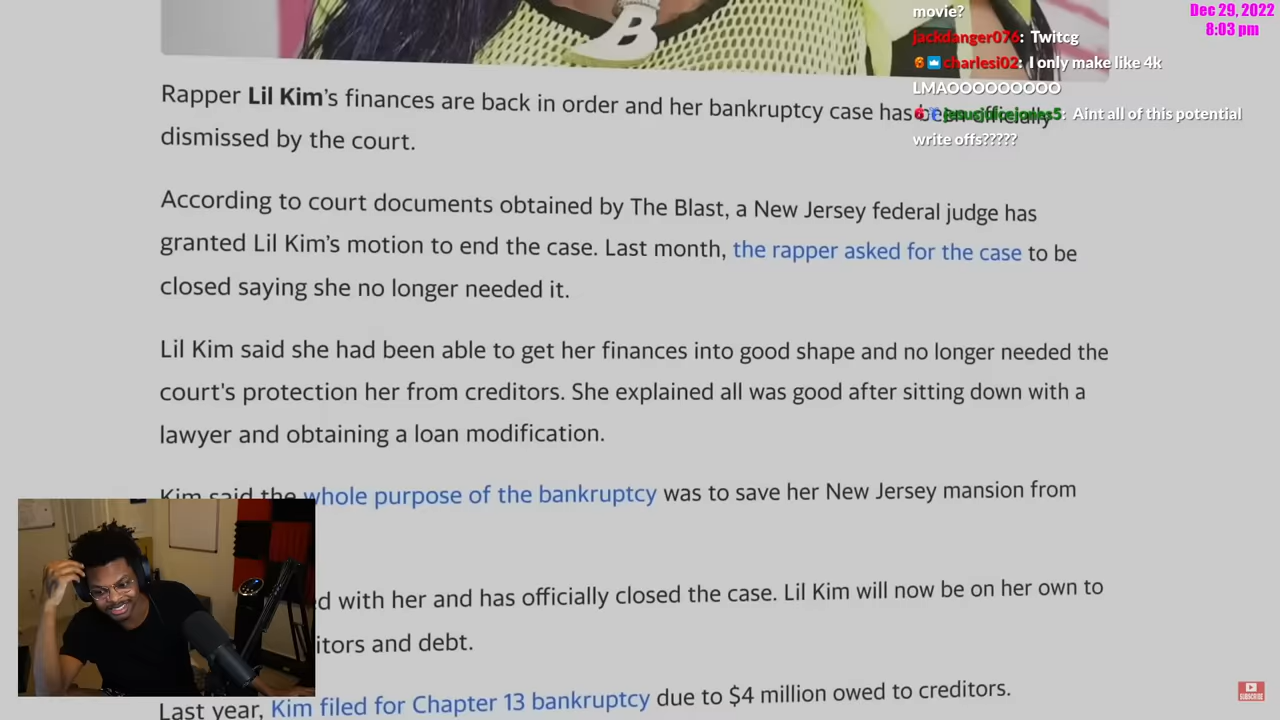 movie?
Dec 29, 2022
8:03 pm
jackdanger076: Twitcg
charlesi02: I only make like 4k
LMAOOOOOOOOO
jesusjuicejones5: Aint all of this potential
write offs?????
B
Rapper Lil Kim's finances are back in order and her bankruptcy case has been officially
dismissed by the court.
According to court documents obtained by The Blast, a New Jersey federal judge has
granted Lil Kim's motion to end the case. Last month, the rapper asked for the case to be
closed saying she no longer needed it.
Lil Kim said she had been able to get her finances into good shape and no longer needed the
court's protection her from creditors. She explained all was good after sitting down with a
lawyer and obtaining a loan modification.
Kim said the whole purpose of the bankruptcy was to save her New Jersey mansion from
d with her and has officially closed the case. Lil Kim will now be on her own to
itors and debt.
Last year, Kim filed for Chapter 13 bankruptcy due to $4 million owed to creditors.
SUBSCRIBE